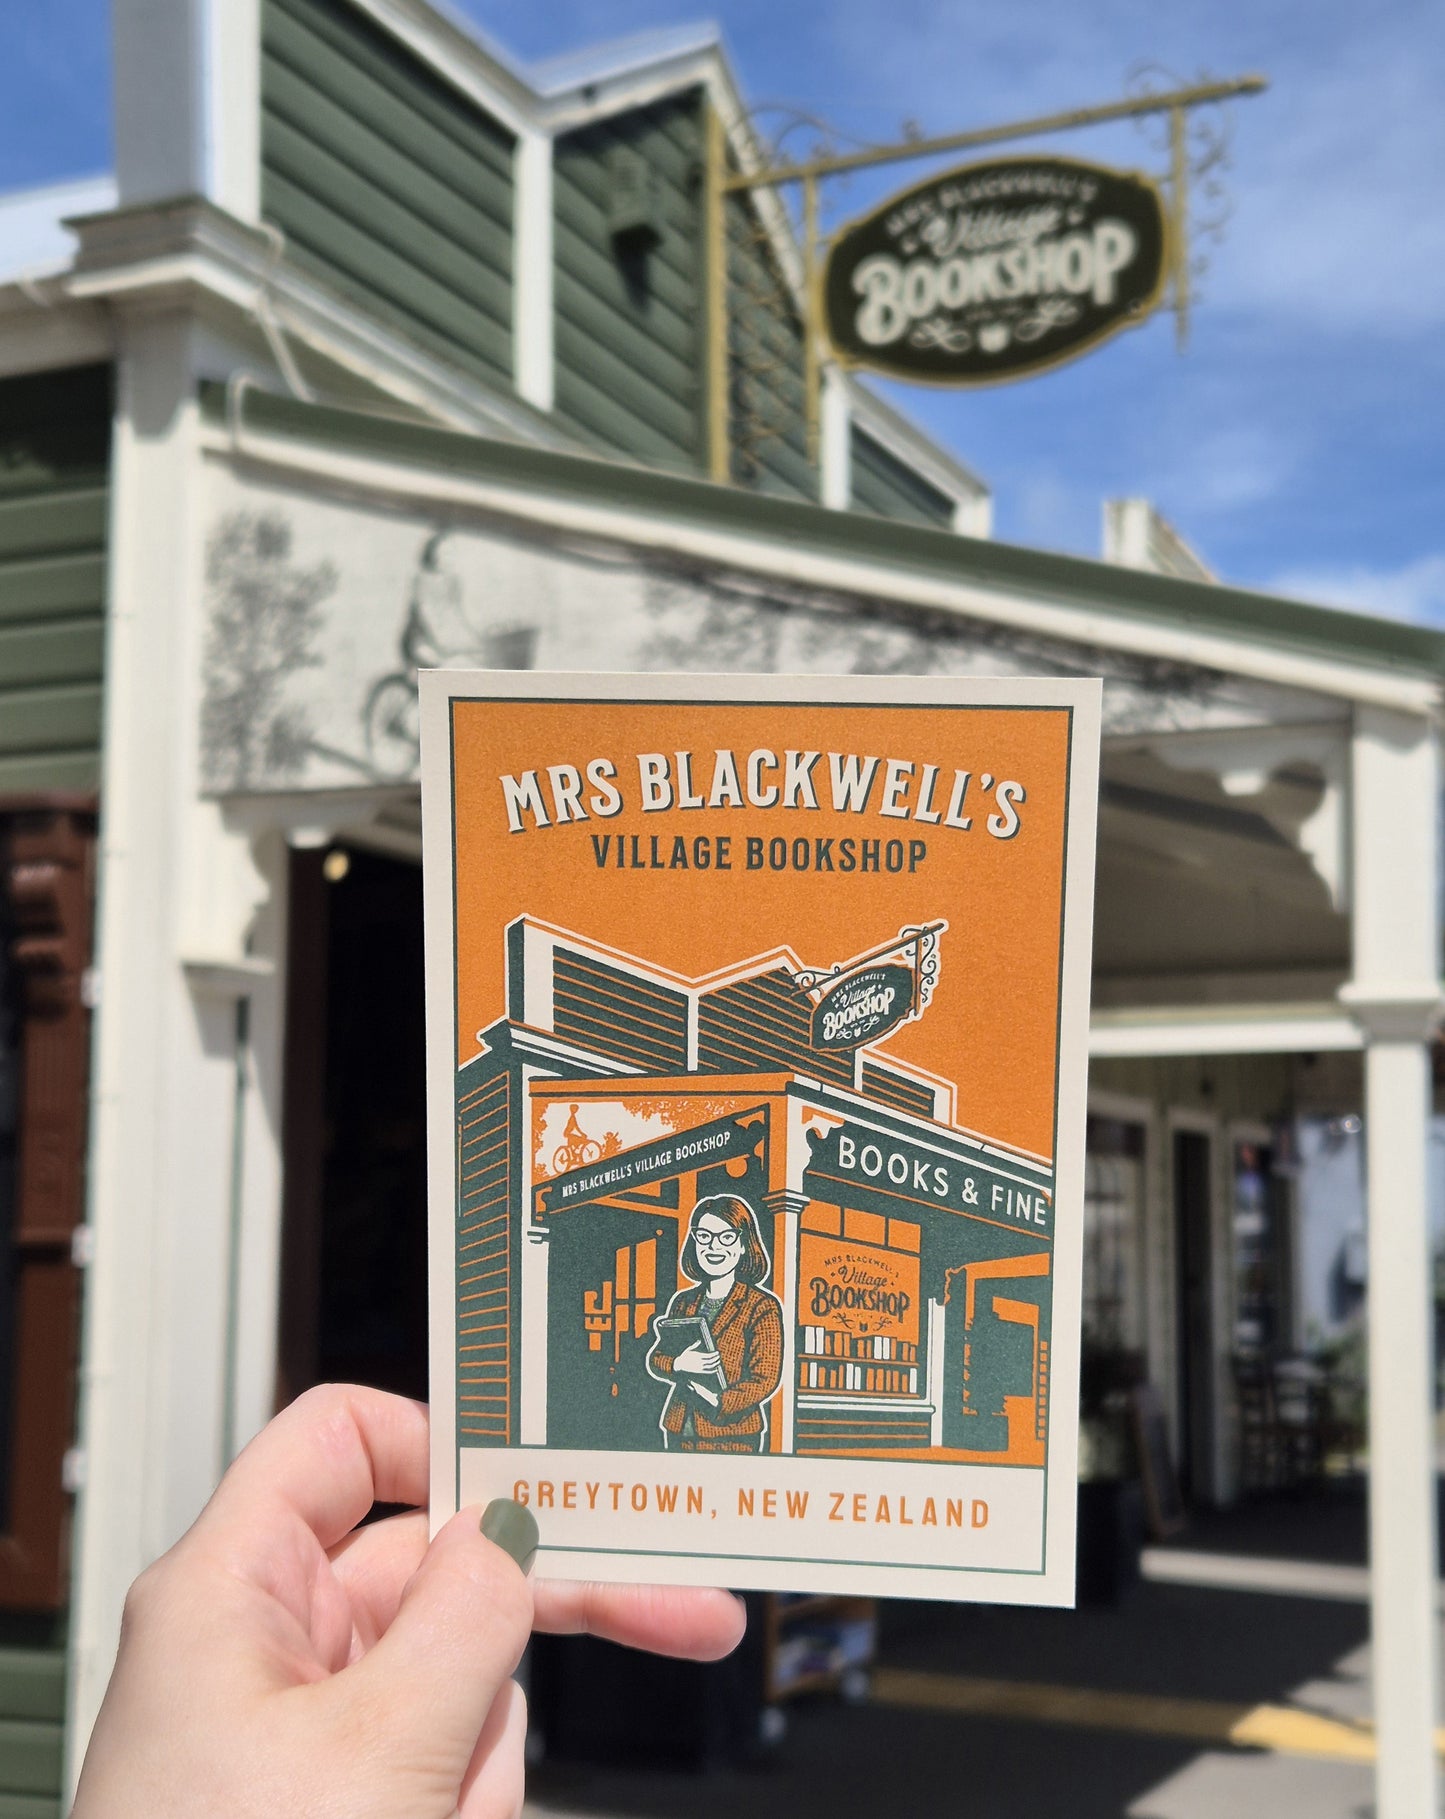 MRS BLACKWELL'S
Village
BOOKSHOP
MRS BLACKWELL'S
VILLAGE BOOKSHOP
MRS BLACKWELL'S
Village
BOOKSHOP
MRS BLACKWELL'S VILLAGE BOOKSHOP
BOOKS & FINE
MRS BLACKWELL'S
Village
BOOKSHOP
GREYTOWN, NEW ZEALAND